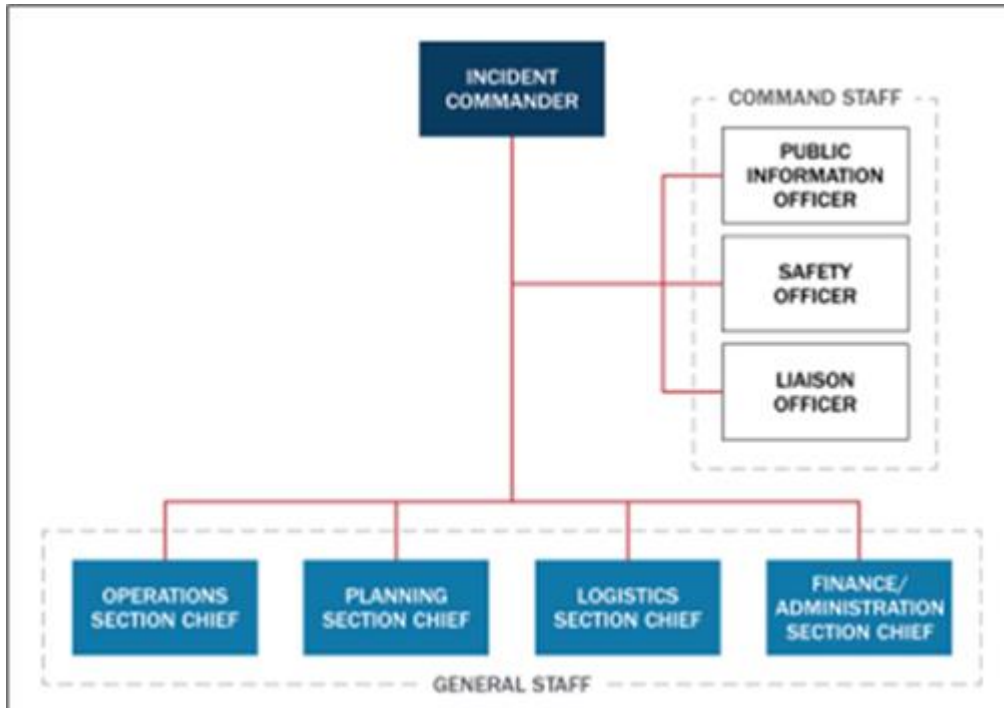 INCIDENT
COMMANDER
COMMAND STAFF
PUBLIC
INFORMATION
OFFICER
SAFETY
OFFICER
LIAISON
OFFICER
OPERATIONS
SECTION CHIEF
PLANNING
SECTION CHIEF
LOGISTICS
SECTION CHIEF
FINANCE/
ADMINISTRATION
SECTION CHIEF
GENERAL STAFF